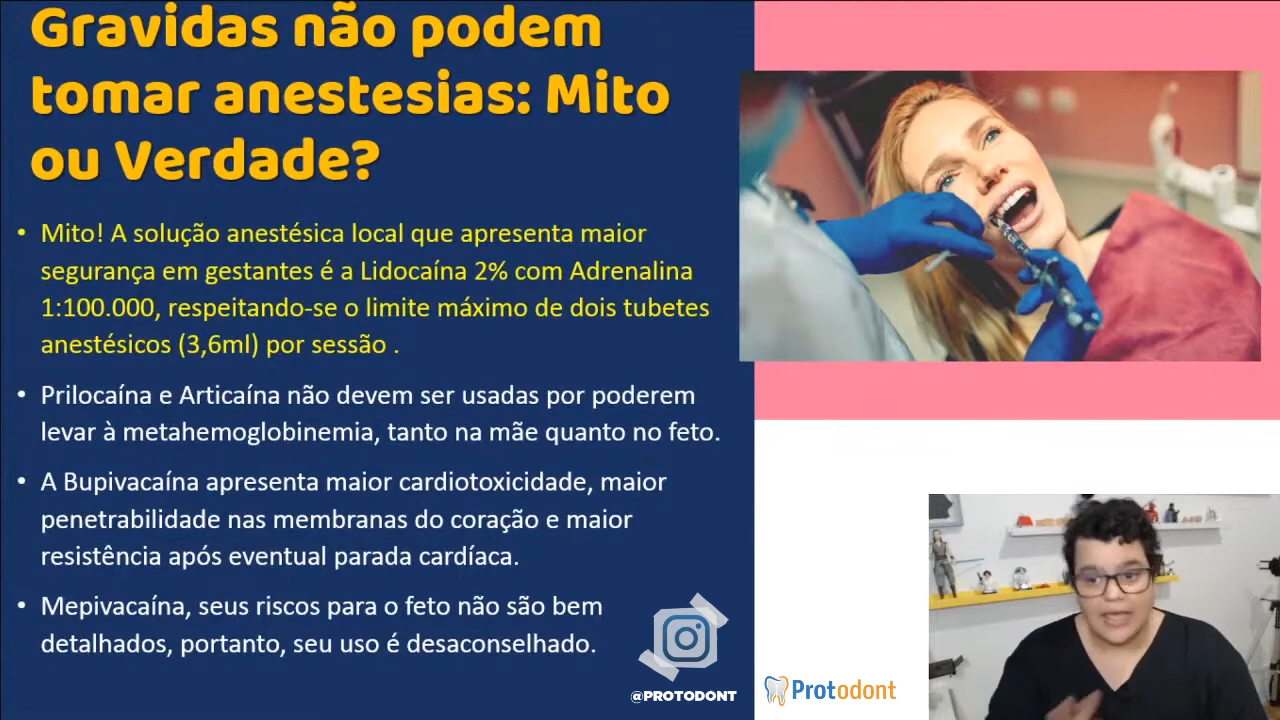 Gravidas não podem
tomar anestesias: Mito
ou Verdade?
• Mito! A solução anestésica local que apresenta maior
segurança em gestantes é a Lidocaína 2% com Adrenalina
1:100.000, respeitando-se o limite máximo de dois tubetes
anestésicos (3,6ml) por sessão .
• Prilocaína e Articaína não devem ser usadas por poderem
levar à metahemoglobinemia, tanto na mãe quanto no feto.
• A Bupivacaína apresenta maior cardiotoxicidade, maior
penetrabilidade nas membranas do coração e maior
resistência após eventual parada cardíaca.
• Mepivacaína, seus riscos para o feto não são bem
detalhados, portanto, seu uso é desaconselhado.
@PROTODONT
Protodont